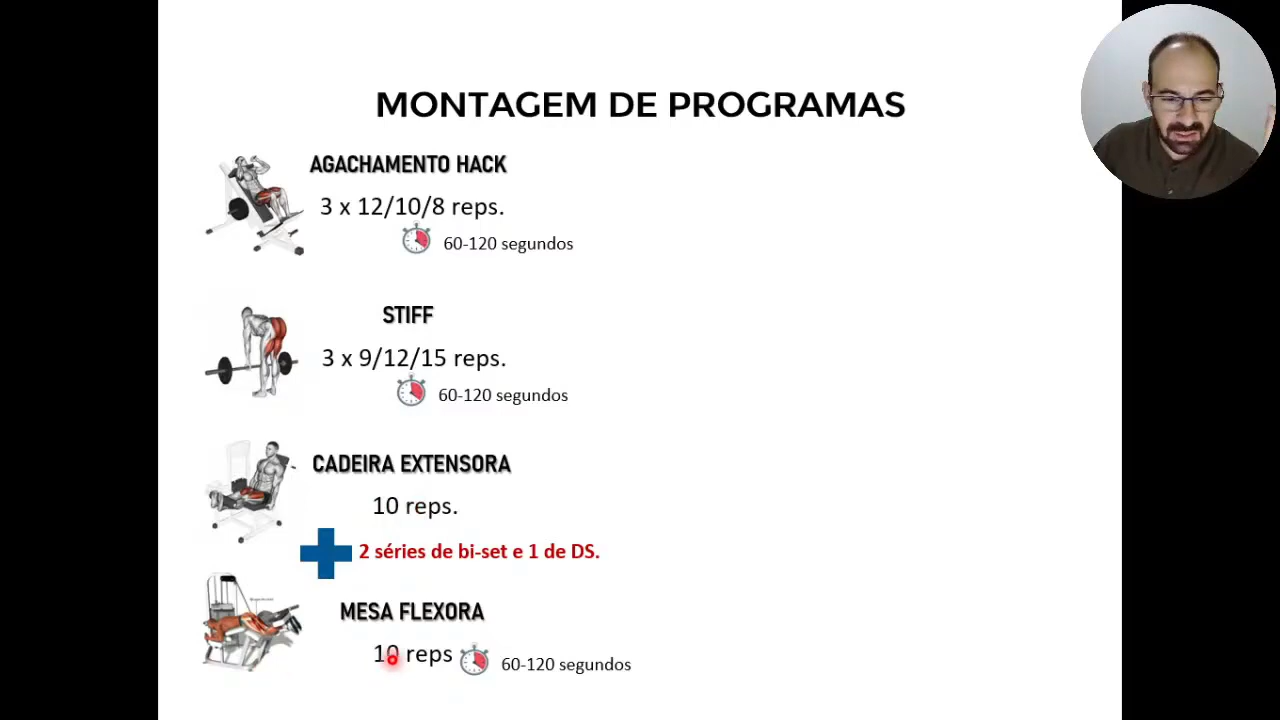 MONTAGEM DE PROGRAMAS
AGACHAMENTO HACK
3 x 12/10/8 reps.
60-120 segundos
STIFF
3 x 9/12/15 reps.
60-120 segundos
CADEIRA EXTENSORA
10 reps.
2 séries de bi-set e 1 de DS.
MESA FLEXORA
10 reps
60-120 segundos